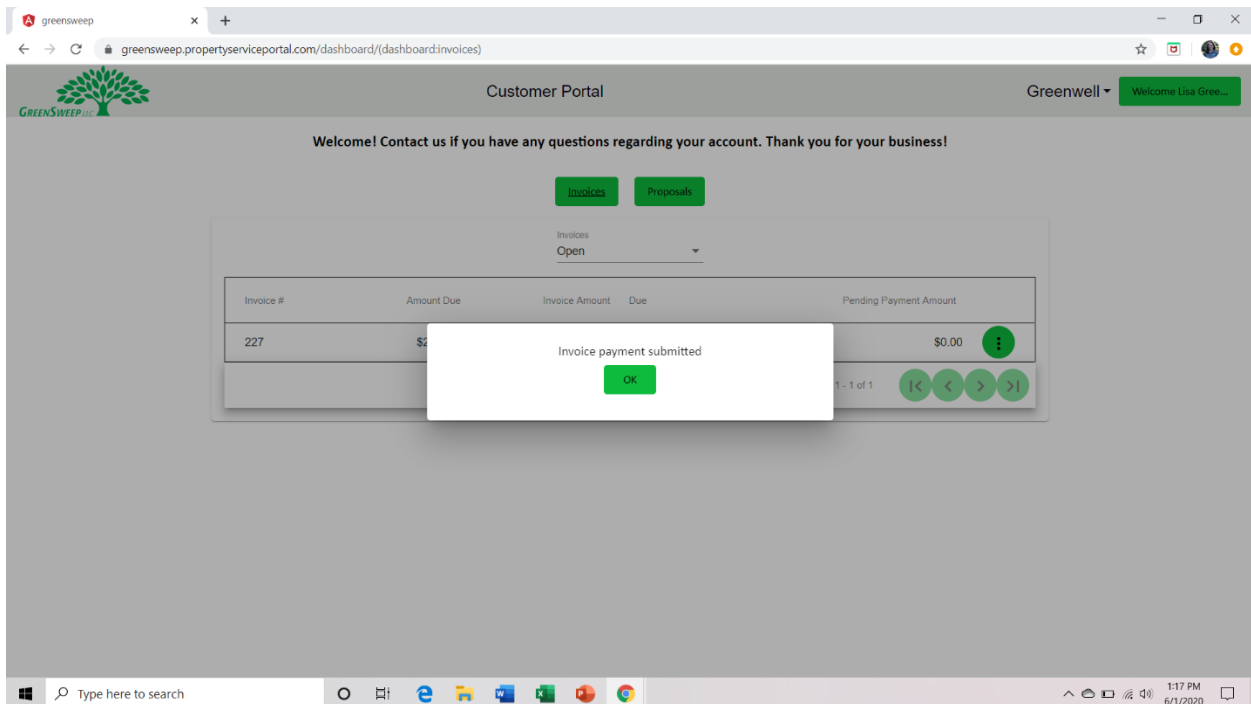 greensweep
greensweep.propertyserviceportal.com/dashboard/(dashboard:invoices)
GREENSWEEP LLC
Customer Portal
Greenwell
Welcome Lisa Gree...
Welcome! Contact us if you have any questions regarding your account. Thank you for your business!
Invoices Proposals
Invoices
Open
Invoice # Amount Due Invoice Amount Due Pending Payment Amount
227 $2 $0.00
Invoice payment submitted
OK
1 - 1 of 1
Type here to search
1:17 PM
6/1/2020